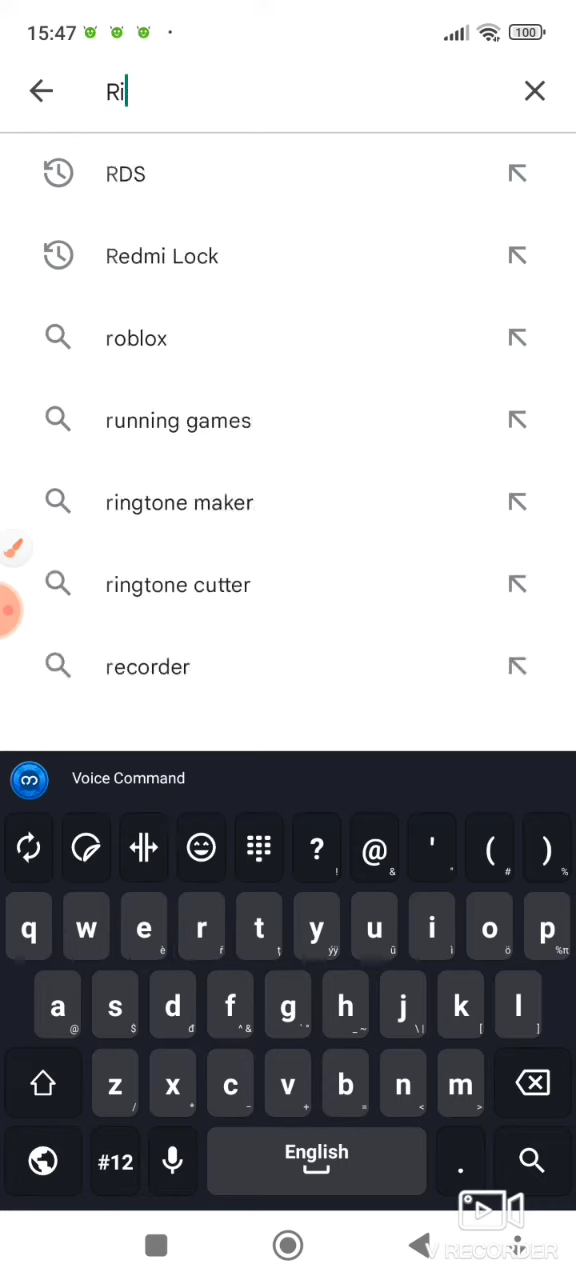 15:47 100
Ri
RDS
Redmi Lock
roblox
running games
ringtone maker
ringtone cutter
recorder
Voice Command
? ! @ & ' " ( # ) %
q w e è r ř t ţ y ýÿ u ü i ì o ö p %π
a @ s $ d đ f ^& g h _~ j \| k [ l ]
z / x * c v + b = n < m >
#12 English .
V RECORDER